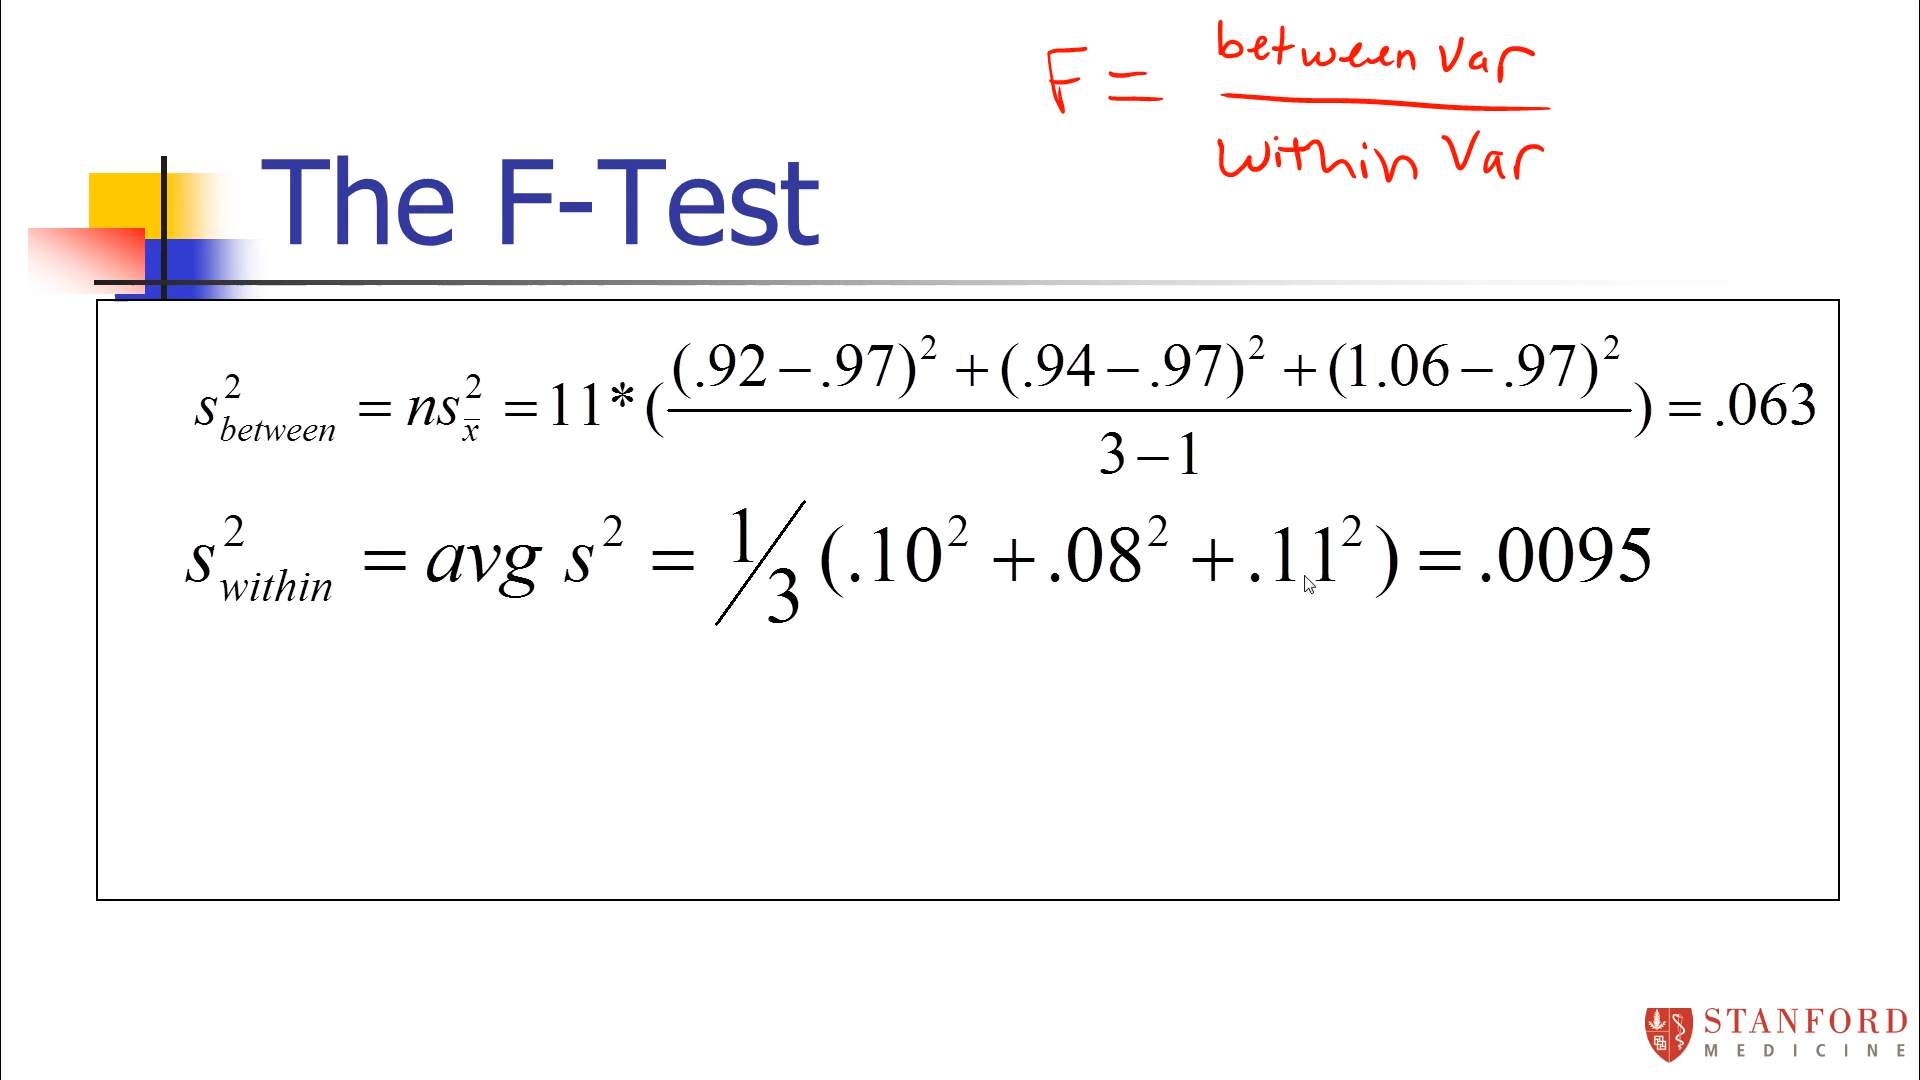 F = between var / within Var
The F-Test
s²between = ns²x̄ = 11*((.92−.97)²+(.94−.97)²+(1.06−.97)² / 3−1) = .063
s²within = avg s² = 1/3 (.10² + .08² + .11²) = .0095
STANFORD
MEDICINE